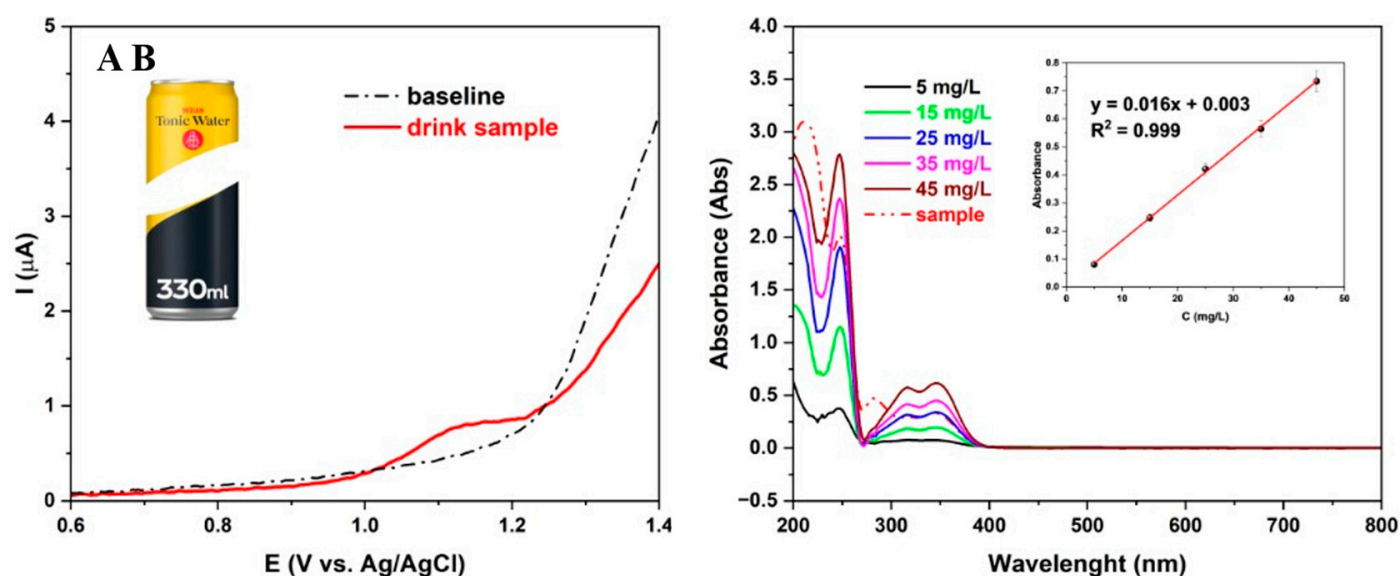 A B
baseline
drink sample
Tonic Water
330ml
5
4
3
2
1
0
I (μA)
0.6 0.8 1.0 1.2 1.4
E (V vs. Ag/AgCl)
4.0
3.5
3.0
2.5
2.0
1.5
1.0
0.5
0.0
−0.5
Absorbance (Abs)
5 mg/L
15 mg/L
25 mg/L
35 mg/L
45 mg/L
sample
200 300 400 500 600 700 800
Wavelenght (nm)
y = 0.016x + 0.003
R² = 0.999
0.8
0.7
0.6
0.5
0.4
0.3
0.2
0.1
0.0
Absorbance
0 10 20 30 40 50
C (mg/L)